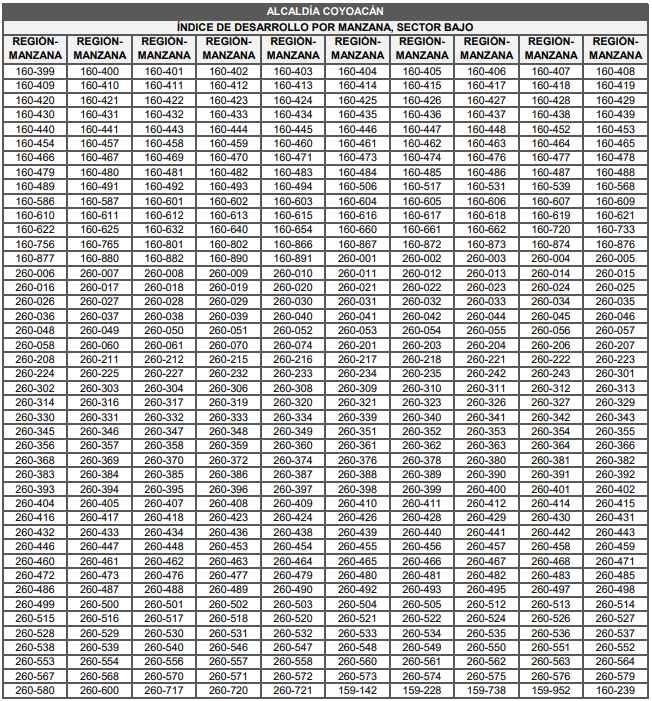 ALCALDÍA COYOACÁN
ÍNDICE DE DESARROLLO POR MANZANA, SECTOR BAJO
REGIÓN-MANZANA REGIÓN-MANZANA REGIÓN-MANZANA REGIÓN-MANZANA REGIÓN-MANZANA REGIÓN-MANZANA REGIÓN-MANZANA REGIÓN-MANZANA REGIÓN-MANZANA REGIÓN-MANZANA
160-399 160-400 160-401 160-402 160-403 160-404 160-405 160-406 160-407 160-408
160-409 160-410 160-411 160-412 160-413 160-414 160-415 160-417 160-418 160-419
160-420 160-421 160-422 160-423 160-424 160-425 160-426 160-427 160-428 160-429
160-430 160-431 160-432 160-433 160-434 160-435 160-436 160-437 160-438 160-439
160-440 160-441 160-443 160-444 160-445 160-446 160-447 160-448 160-452 160-453
160-454 160-457 160-458 160-459 160-460 160-461 160-462 160-463 160-464 160-465
160-466 160-467 160-469 160-470 160-471 160-473 160-474 160-476 160-477 160-478
160-479 160-480 160-481 160-482 160-483 160-484 160-485 160-486 160-487 160-488
160-489 160-491 160-492 160-493 160-494 160-506 160-517 160-531 160-539 160-568
160-586 160-587 160-601 160-602 160-603 160-604 160-605 160-606 160-607 160-609
160-610 160-611 160-612 160-613 160-615 160-616 160-617 160-618 160-619 160-621
160-622 160-625 160-632 160-640 160-654 160-660 160-661 160-662 160-720 160-733
160-756 160-765 160-801 160-802 160-866 160-867 160-872 160-873 160-874 160-876
160-877 160-880 160-882 160-890 160-891 260-001 260-002 260-003 260-004 260-005
260-006 260-007 260-008 260-009 260-010 260-011 260-012 260-013 260-014 260-015
260-016 260-017 260-018 260-019 260-020 260-021 260-022 260-023 260-024 260-025
260-026 260-027 260-028 260-029 260-030 260-031 260-032 260-033 260-034 260-035
260-036 260-037 260-038 260-039 260-040 260-041 260-042 260-044 260-045 260-046
260-048 260-049 260-050 260-051 260-052 260-053 260-054 260-055 260-056 260-057
260-058 260-060 260-061 260-070 260-074 260-201 260-203 260-204 260-206 260-207
260-208 260-211 260-212 260-215 260-216 260-217 260-218 260-221 260-222 260-223
260-224 260-225 260-227 260-232 260-233 260-234 260-235 260-242 260-243 260-301
260-302 260-303 260-304 260-306 260-308 260-309 260-310 260-311 260-312 260-313
260-314 260-316 260-317 260-319 260-320 260-321 260-323 260-326 260-327 260-329
260-330 260-331 260-332 260-333 260-334 260-339 260-340 260-341 260-342 260-343
260-345 260-346 260-347 260-348 260-349 260-351 260-352 260-353 260-354 260-355
260-356 260-357 260-358 260-359 260-360 260-361 260-362 260-363 260-364 260-366
260-368 260-369 260-370 260-372 260-374 260-376 260-378 260-380 260-381 260-382
260-383 260-384 260-385 260-386 260-387 260-388 260-389 260-390 260-391 260-392
260-393 260-394 260-395 260-396 260-397 260-398 260-399 260-400 260-401 260-402
260-404 260-405 260-407 260-408 260-409 260-410 260-411 260-412 260-414 260-415
260-416 260-417 260-418 260-423 260-424 260-426 260-428 260-429 260-430 260-431
260-432 260-433 260-434 260-436 260-438 260-439 260-440 260-441 260-442 260-443
260-446 260-447 260-448 260-453 260-454 260-455 260-456 260-457 260-458 260-459
260-460 260-461 260-462 260-463 260-464 260-465 260-466 260-467 260-468 260-471
260-472 260-473 260-476 260-477 260-479 260-480 260-481 260-482 260-483 260-485
260-486 260-487 260-488 260-489 260-490 260-492 260-493 260-495 260-497 260-498
260-499 260-500 260-501 260-502 260-503 260-504 260-505 260-512 260-513 260-514
260-515 260-516 260-517 260-518 260-520 260-521 260-522 260-524 260-526 260-527
260-528 260-529 260-530 260-531 260-532 260-533 260-534 260-535 260-536 260-537
260-538 260-539 260-540 260-546 260-547 260-548 260-549 260-550 260-551 260-552
260-553 260-554 260-556 260-557 260-558 260-560 260-561 260-562 260-563 260-564
260-567 260-568 260-570 260-571 260-572 260-573 260-574 260-575 260-576 260-579
260-580 260-600 260-717 260-720 260-721 159-142 159-228 159-738 159-952 160-239